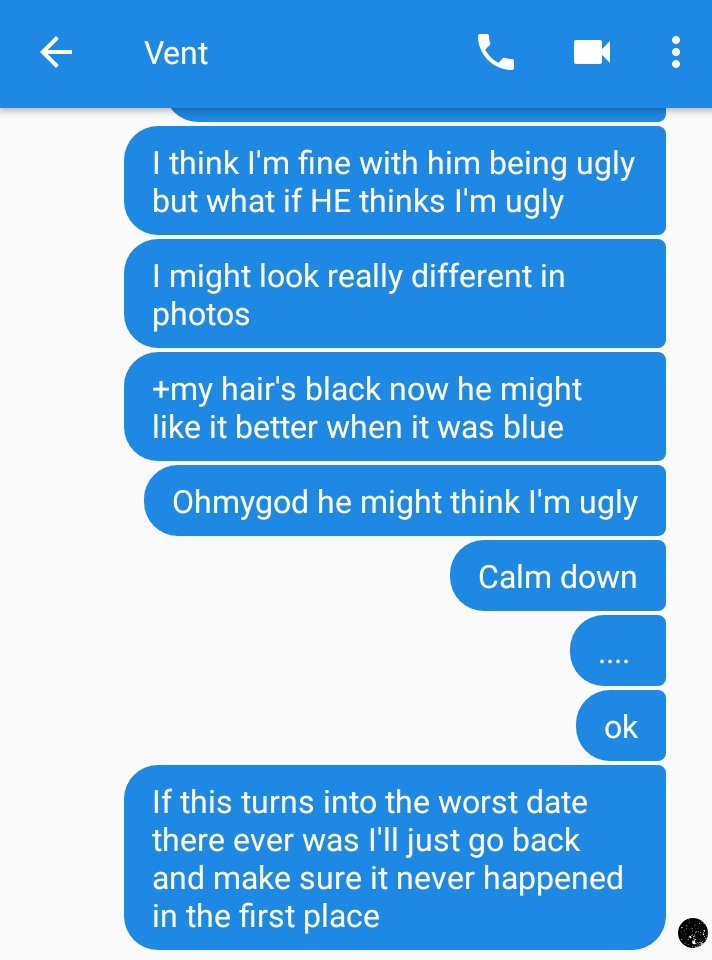 Vent
I think I'm fine with him being ugly
but what if HE thinks I'm ugly
I might look really different in
photos
+my hair's black now he might
like it better when it was blue
Ohmygod he might think I'm ugly
Calm down
....
ok
If this turns into the worst date
there ever was I'll just go back
and make sure it never happened
in the first place